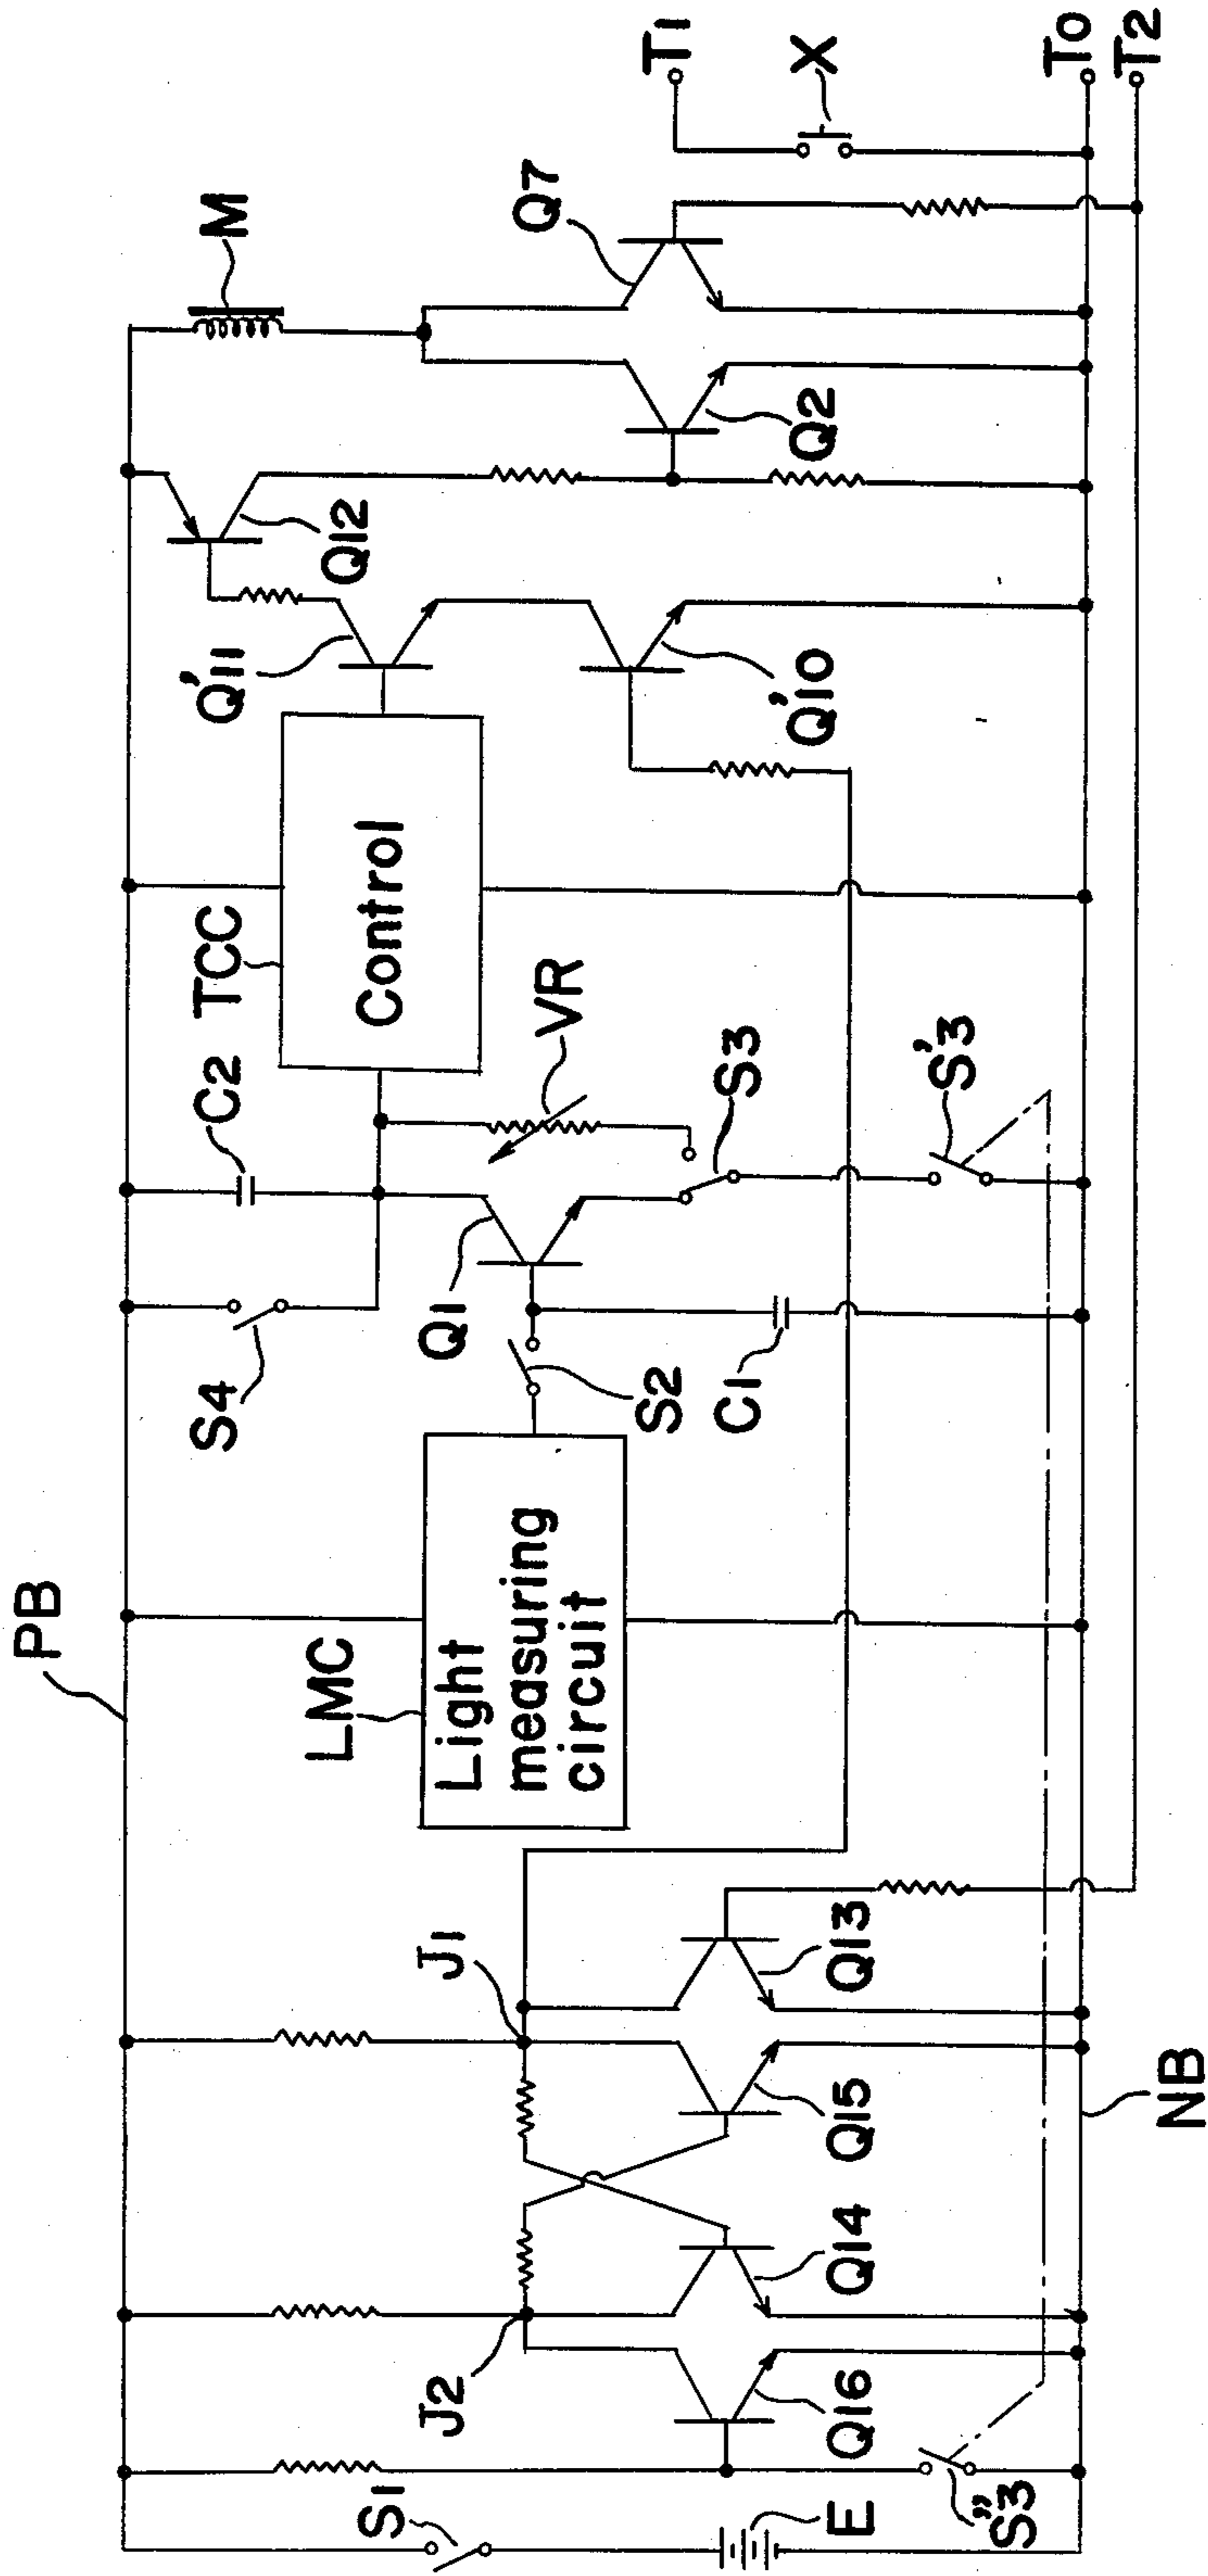 PB
S1
E
S"3
J2
Q16
Q14
Q15
J1
Q13
NB
LMC
Light
measuring
circuit
S4
S2
Q1
C1
C2
TCC
Control
VR
S3
S'3
Q'11
Q12
Q'10
M
Q2
Q7
T1
X
T0
T2